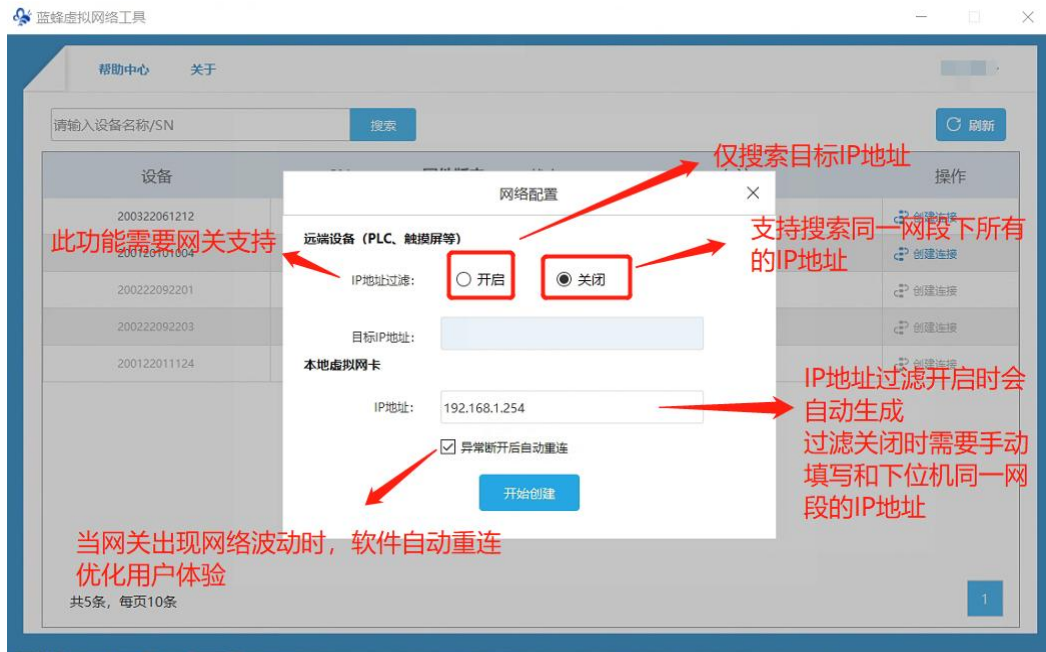 蓝蜂虚拟网络工具
帮助中心 关于
请输入设备名称/SN 搜索 刷新
仅搜索目标IP地址
设备 操作
网络配置
200322061212 创建连接
远端设备（PLC、触摸屏等）
支持搜索同一网段下所有
的IP地址
此功能需要网关支持
200120101004 创建连接
IP地址过滤： 开启 关闭
200222092201 创建连接
200222092203 创建连接
目标IP地址：
200122011124 创建连接
本地虚拟网卡
IP地址： 192.168.1.254
IP地址过滤开启时会
自动生成
过滤关闭时需要手动
填写和下位机同一网
段的IP地址
异常断开后自动重连
开始创建
当网关出现网络波动时，软件自动重连
优化用户体验
共5条，每页10条 1